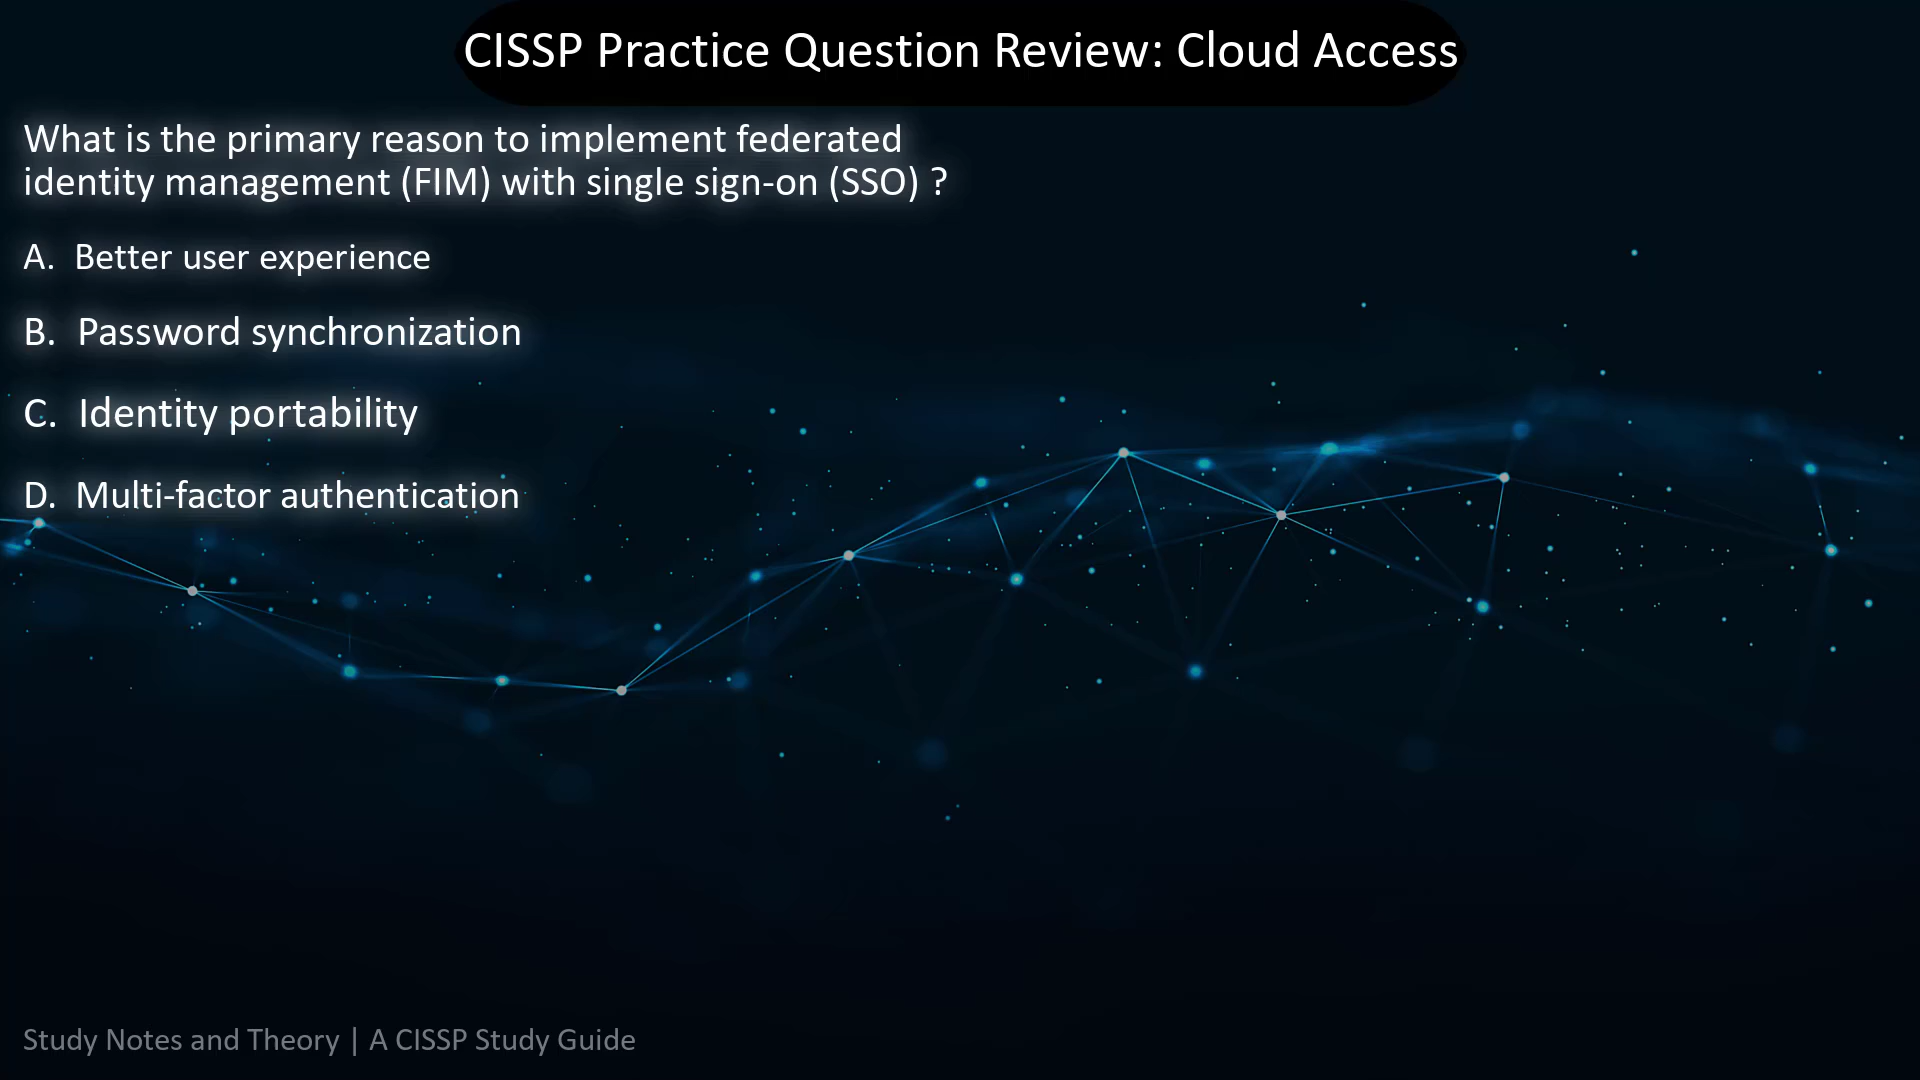 CISSP Practice Question Review: Cloud Access
What is the primary reason to implement federated
identity management (FIM) with single sign-on (SSO) ?
A. Better user experience
B. Password synchronization
C. Identity portability
D. Multi-factor authentication
Study Notes and Theory | A CISSP Study Guide